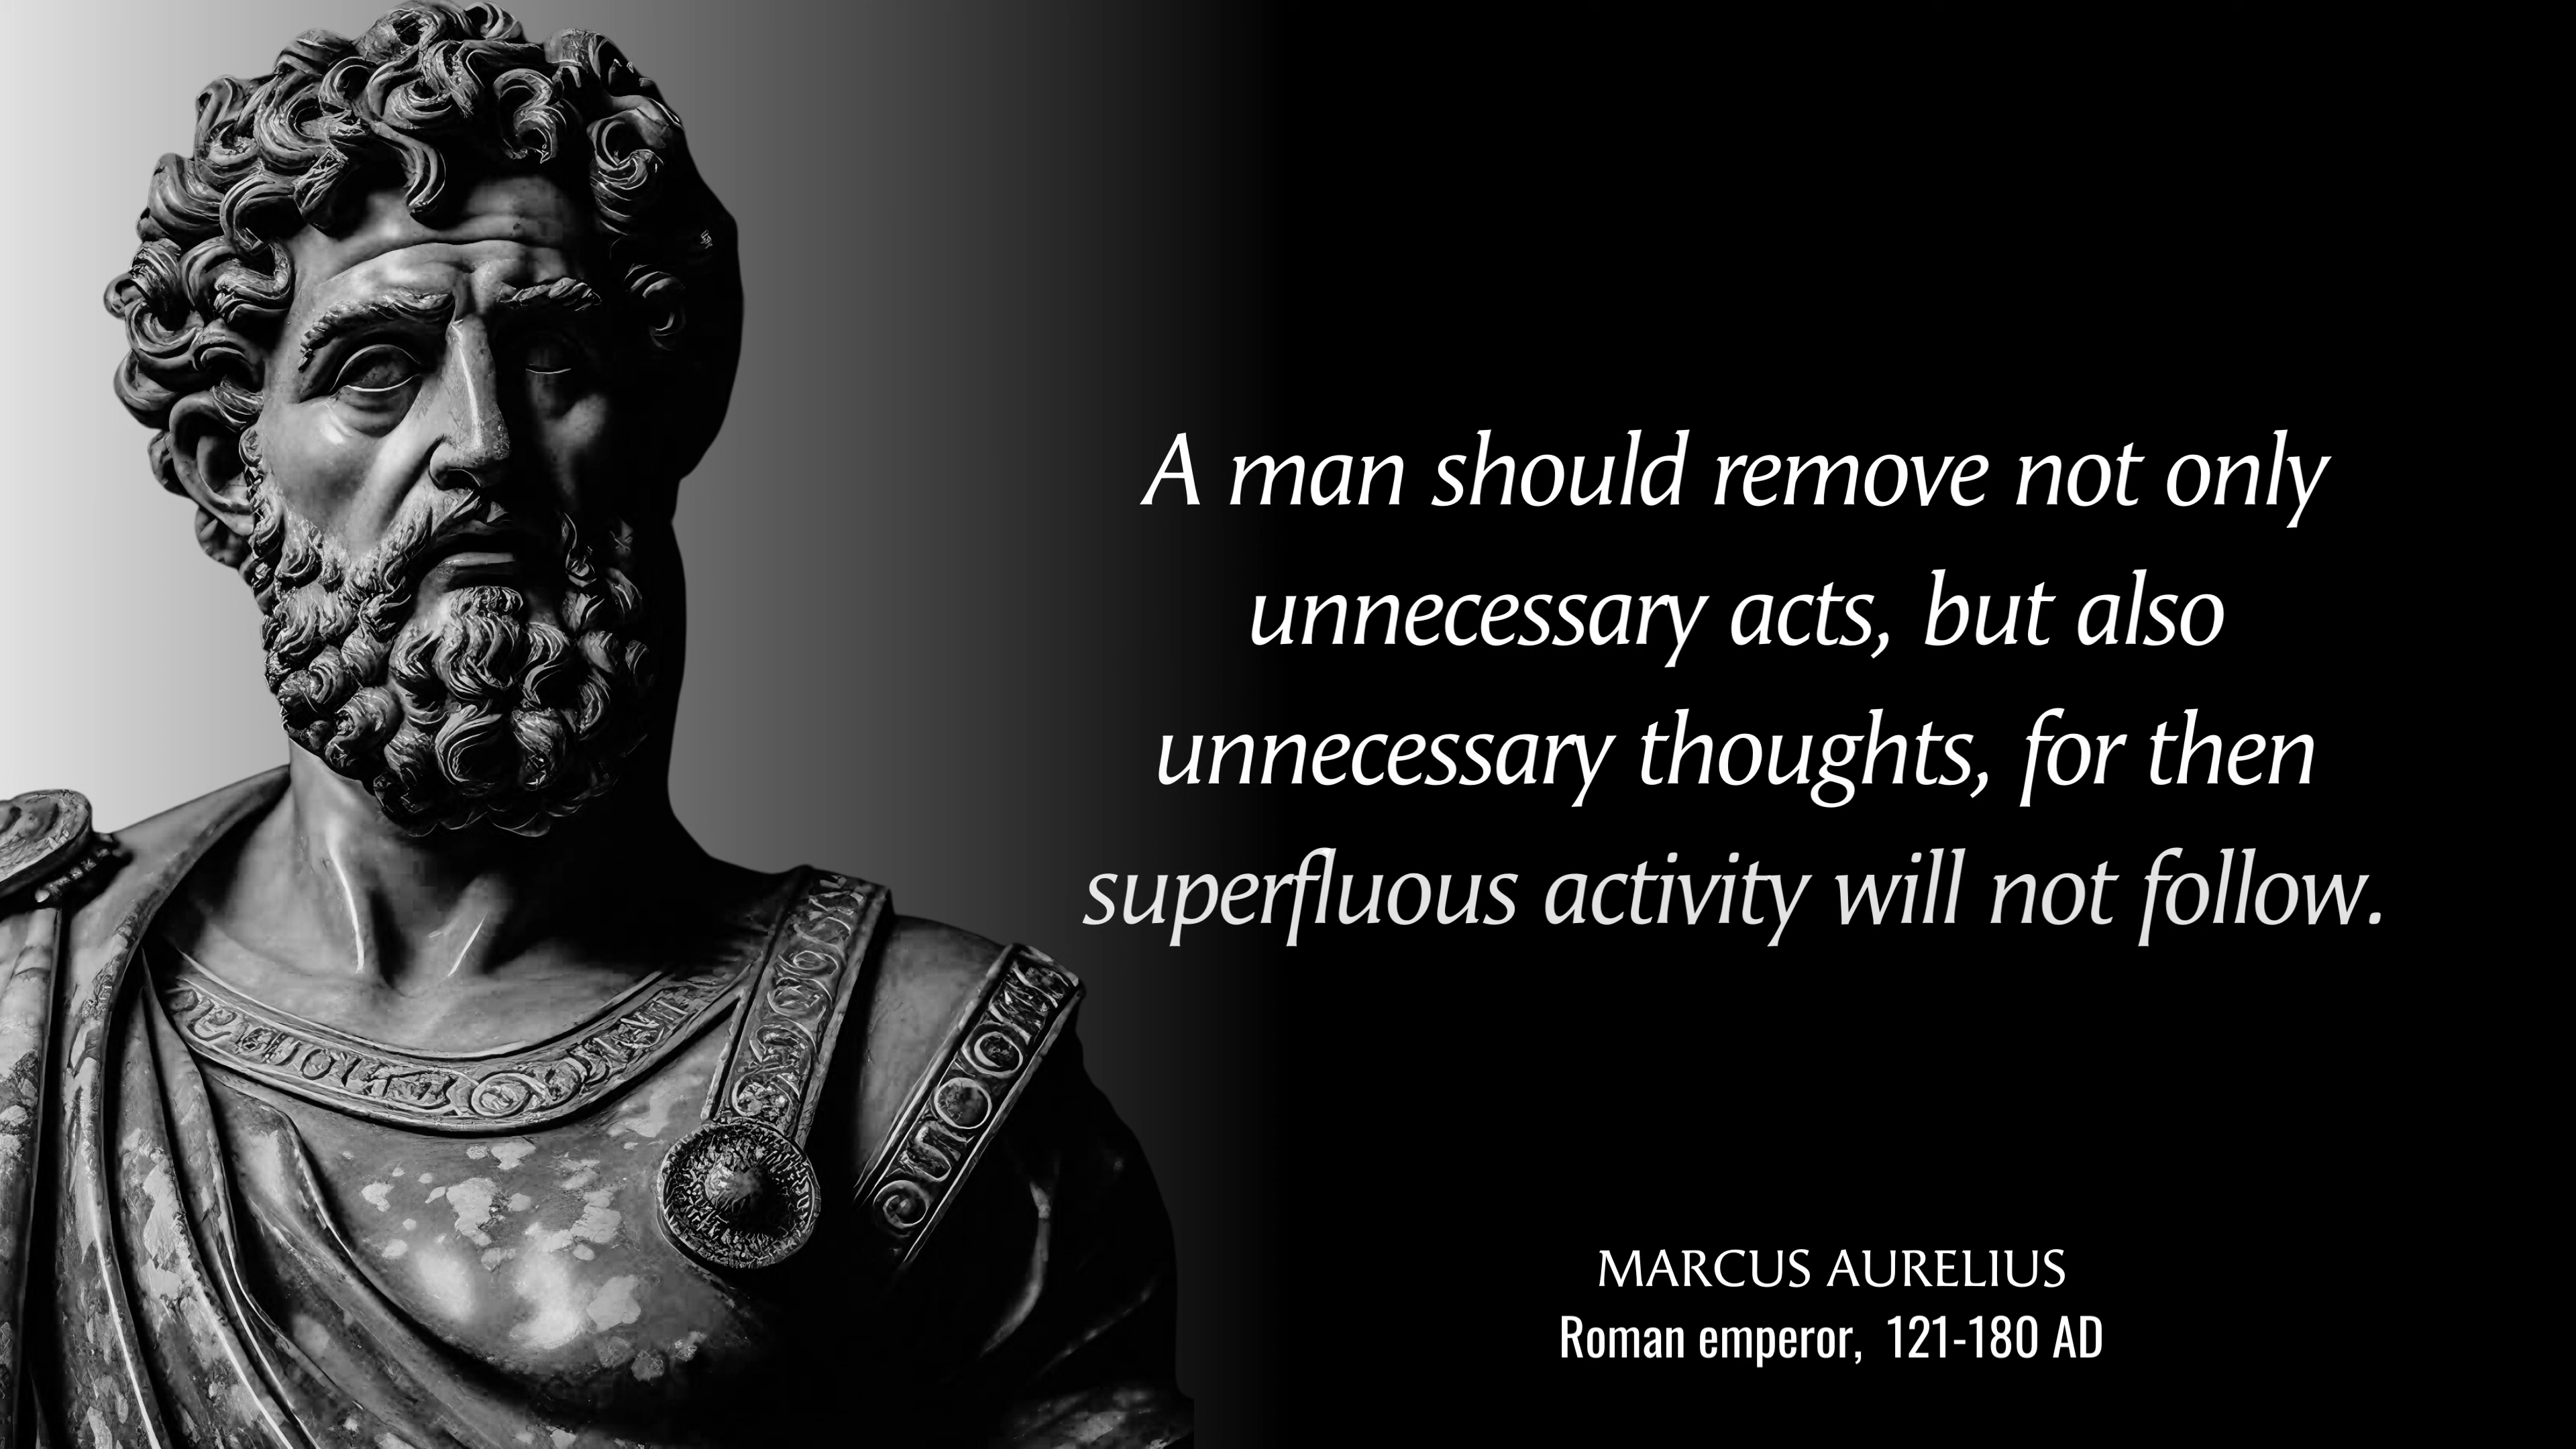 A man should remove not only
unnecessary acts, but also
unnecessary thoughts, for then
superfluous activity will not follow.
MARCUS AURELIUS
Roman emperor, 121-180 AD